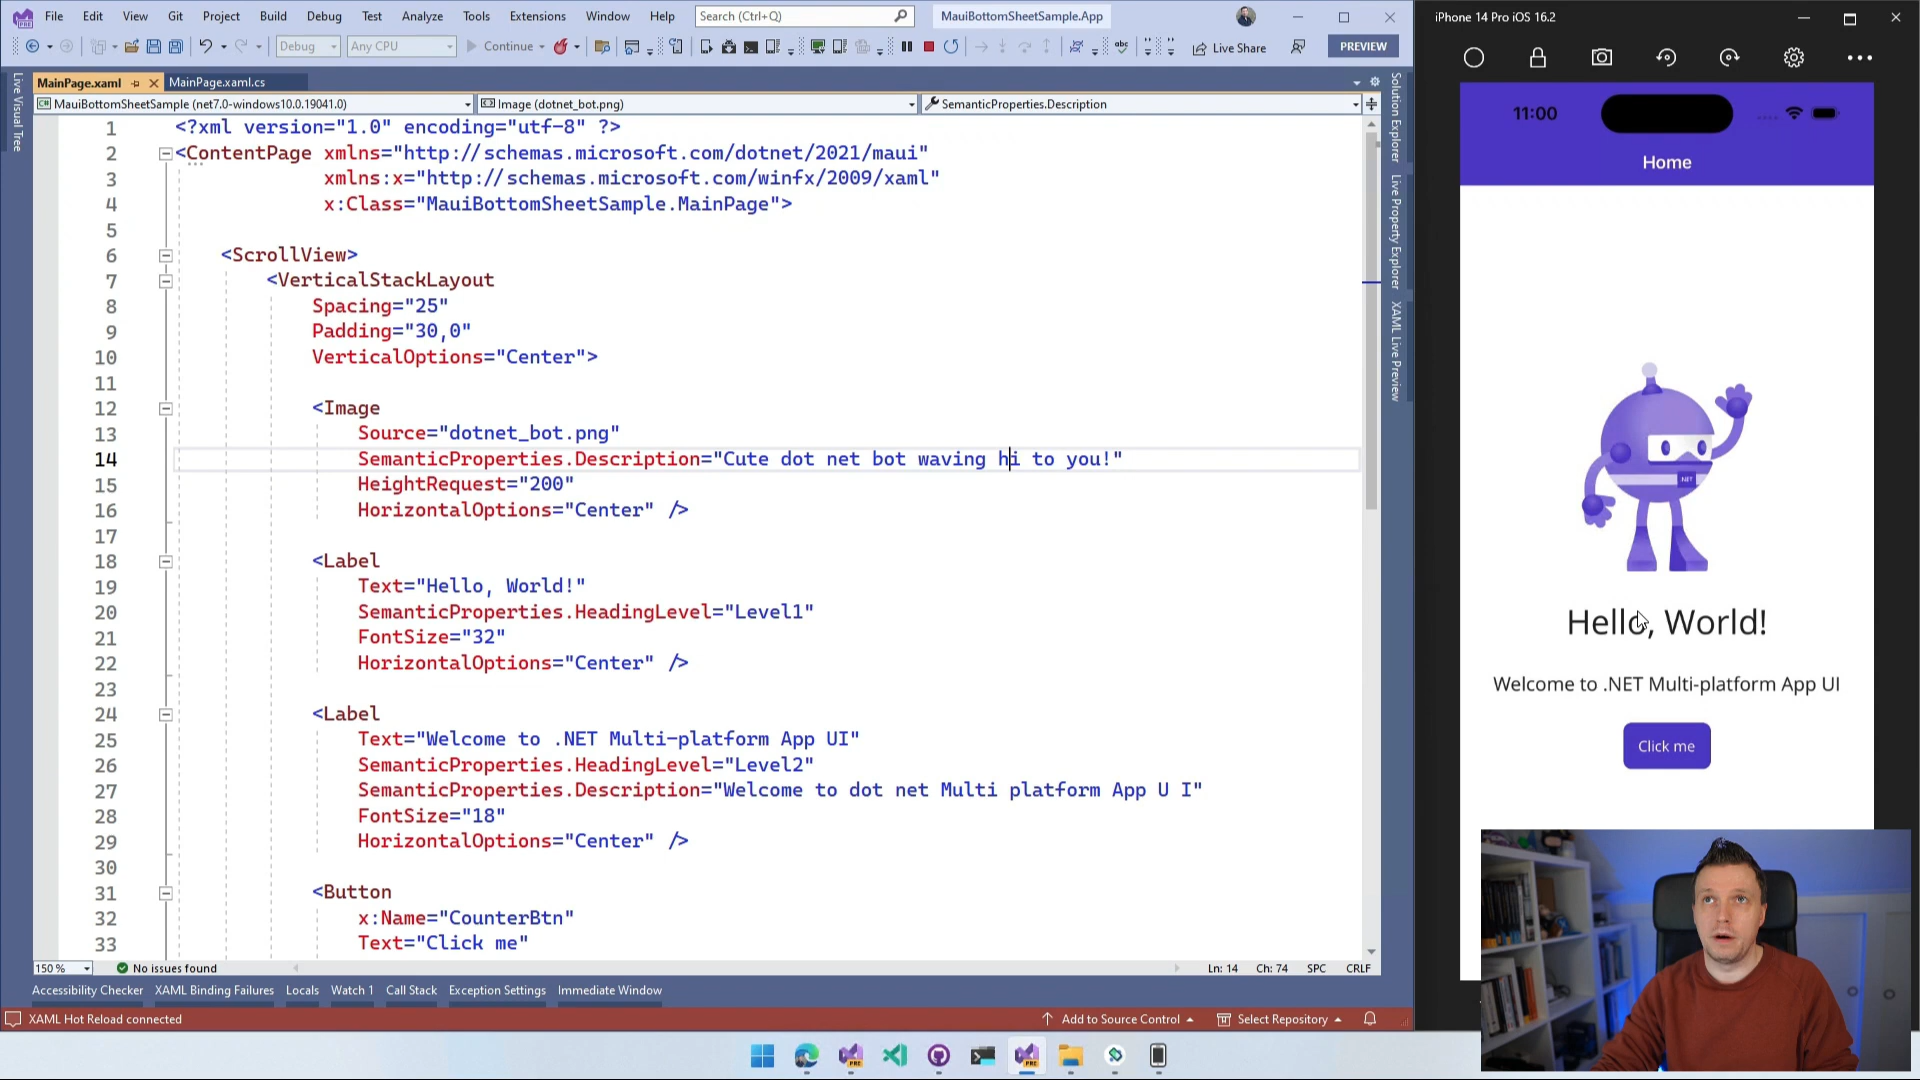 File Edit View Git Project Build Debug Test Analyze Tools Extensions Window Help Search (Ctrl+Q) MauiBottomSheetSample.App
Debug Any CPU Continue Live Share PREVIEW
MainPage.xaml MainPage.xaml.cs
MauiBottomSheetSample (net7.0-windows10.0.19041.0) Image (dotnet_bot.png) SemanticProperties.Description
Live Visual Tree
1 <?xml version="1.0" encoding="utf-8" ?>
2 <ContentPage xmlns="http://schemas.microsoft.com/dotnet/2021/maui"
3 xmlns:x="http://schemas.microsoft.com/winfx/2009/xaml"
4 x:Class="MauiBottomSheetSample.MainPage">
5
6 <ScrollView>
7 <VerticalStackLayout
8 Spacing="25"
9 Padding="30,0"
10 VerticalOptions="Center">
11
12 <Image
13 Source="dotnet_bot.png"
14 SemanticProperties.Description="Cute dot net bot waving hi to you!"
15 HeightRequest="200"
16 HorizontalOptions="Center" />
17
18 <Label
19 Text="Hello, World!"
20 SemanticProperties.HeadingLevel="Level1"
21 FontSize="32"
22 HorizontalOptions="Center" />
23
24 <Label
25 Text="Welcome to .NET Multi-platform App UI"
26 SemanticProperties.HeadingLevel="Level2"
27 SemanticProperties.Description="Welcome to dot net Multi platform App U I"
28 FontSize="18"
29 HorizontalOptions="Center" />
30
31 <Button
32 x:Name="CounterBtn"
33 Text="Click me"
150 % No issues found Ln: 14 Ch: 74 SPC CRLF
Accessibility Checker XAML Binding Failures Locals Watch 1 Call Stack Exception Settings Immediate Window
XAML Hot Reload connected Add to Source Control Select Repository
Solution Explorer
Live Property Explorer
XAML Live Preview
iPhone 14 Pro iOS 16.2
11:00
Home
.NET
Hello, World!
Welcome to .NET Multi-platform App UI
Click me
PRE
PRE